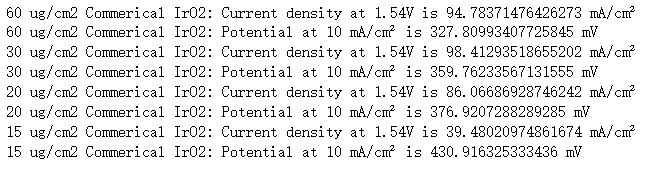 60 ug/cm2 Commerical IrO2: Current density at 1.54V is 94.78371476426273 mA/cm²
60 ug/cm2 Commerical IrO2: Potential at 10 mA/cm² is 327.80993407725845 mV
30 ug/cm2 Commerical IrO2: Current density at 1.54V is 98.41293518655202 mA/cm²
30 ug/cm2 Commerical IrO2: Potential at 10 mA/cm² is 359.76233567131555 mV
20 ug/cm2 Commerical IrO2: Current density at 1.54V is 86.06686928746242 mA/cm²
20 ug/cm2 Commerical IrO2: Potential at 10 mA/cm² is 376.9207288289285 mV
15 ug/cm2 Commerical IrO2: Current density at 1.54V is 39.48020974861674 mA/cm²
15 ug/cm2 Commerical IrO2: Potential at 10 mA/cm² is 430.916325333436 mV